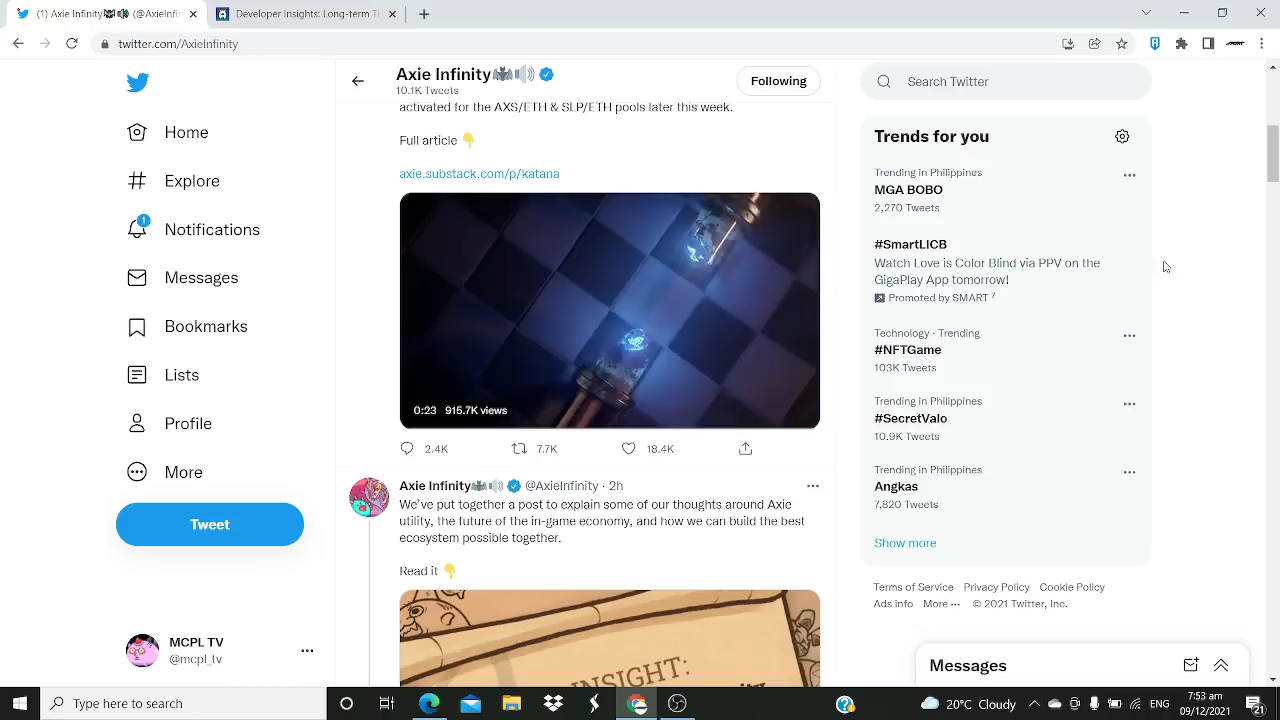 (1) Axie Infinity🦇🔊 (@AxieInfin
Developer Insights: Long-term Th
twitter.com/AxieInfinity
Axie Infinity🦇🔊
10.1K Tweets
Following
Search Twitter
Home
Explore
1
Notifications
Messages
Bookmarks
Lists
Profile
More
Tweet
MCPL TV
@mcpl_tv
activated for the AXS/ETH & SLP/ETH pools later this week.
Full article 👇
axie.substack.com/p/katana
0:23 915.7K views
2.4K 7.7K 18.4K
Axie Infinity🦇🔊 @AxieInfinity · 2h
We've put together a post to explain some of our thoughts around Axie
utility, the future of the in-game economy, and how we can build the best
ecosystem possible together.
Read it 👇
INSIGHT:
Trends for you
Trending in Philippines
MGA BOBO
2,270 Tweets
#SmartLICB
Watch Love is Color Blind via PPV on the
GigaPlay App tomorrow!
Promoted by SMART
Technology · Trending
#NFTGame
103K Tweets
Trending in Philippines
#SecretValo
10.9K Tweets
Trending in Philippines
Angkas
7,820 Tweets
Show more
Terms of Service Privacy Policy Cookie Policy
Ads info More ··· © 2021 Twitter, Inc.
Messages
Type here to search
20°C Cloudy
ENG
7:53 am
09/12/2021
21